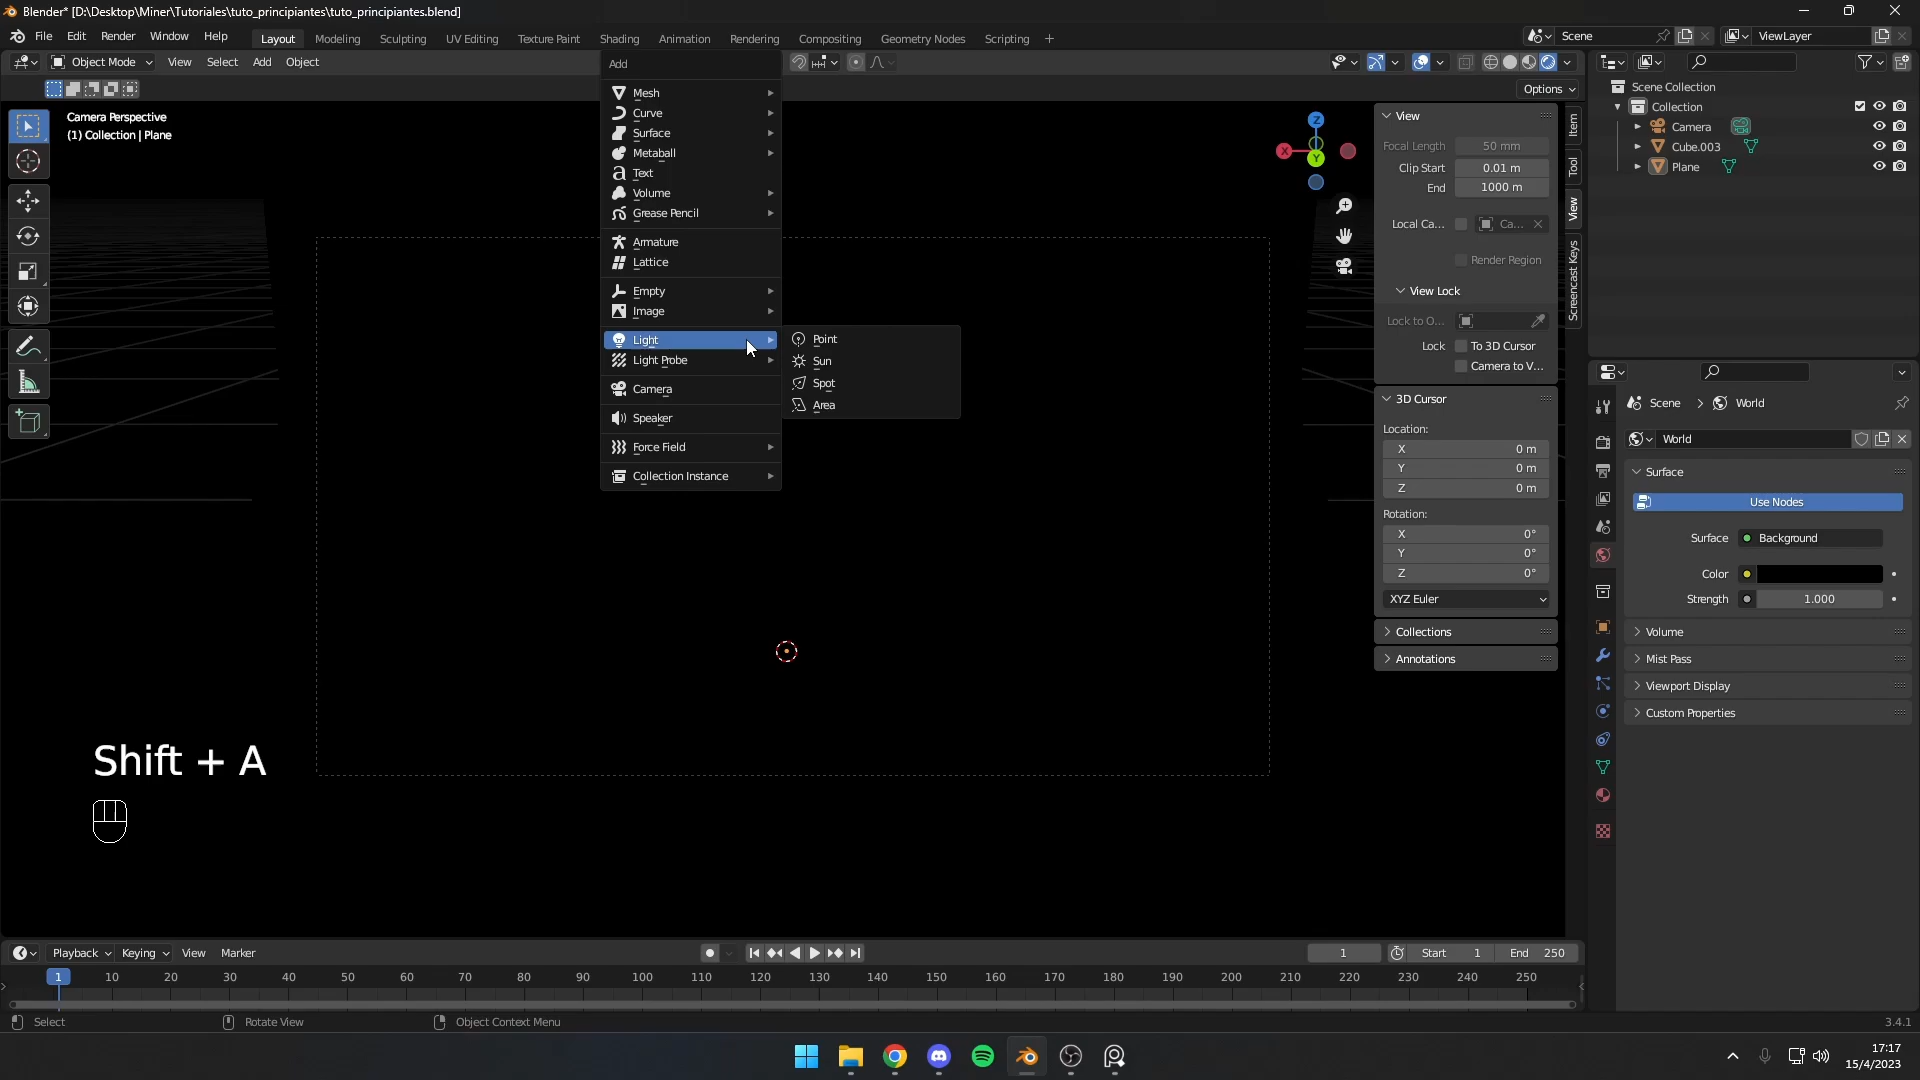 Blender* [D:\Desktop\Miner\Tutoriales\tuto_principiantes\tuto_principiantes.blend]
File Edit Render Window Help Layout Modeling Sculpting UV Editing Texture Paint Shading Animation Rendering Compositing Geometry Nodes Scripting + Scene ViewLayer
Object Mode View Select Add Object
Options
Camera Perspective
(1) Collection | Plane
Add
Mesh
Curve
Surface
Metaball
Text
Volume
Grease Pencil
Armature
Lattice
Empty
Image
Light
Light Probe
Camera
Speaker
Force Field
Collection Instance
Point
Sun
Spot
Area
Z
X
Y
View
Focal Length 50 mm
Clip Start 0.01 m
End 1000 m
Local Ca... Ca...
Render Region
View Lock
Lock to O...
Lock To 3D Cursor
Camera to V...
3D Cursor
Location:
X 0 m
Y 0 m
Z 0 m
Rotation:
X 0°
Y 0°
Z 0°
XYZ Euler
Collections
Annotations
Item
Tool
View
Screencast Keys
Scene Collection
Collection
Camera
Cube.003
Plane
Scene > World
World
Surface
Use Nodes
Surface Background
Color
Strength 1.000
Volume
Mist Pass
Viewport Display
Custom Properties
Shift + A
Playback Keying View Marker 1 Start 1 End 250
1 10 20 30 40 50 60 70 80 90 100 110 120 130 140 150 160 170 180 190 200 210 220 230 240 250
Select Rotate View Object Context Menu 3.4.1
17:17
15/4/2023